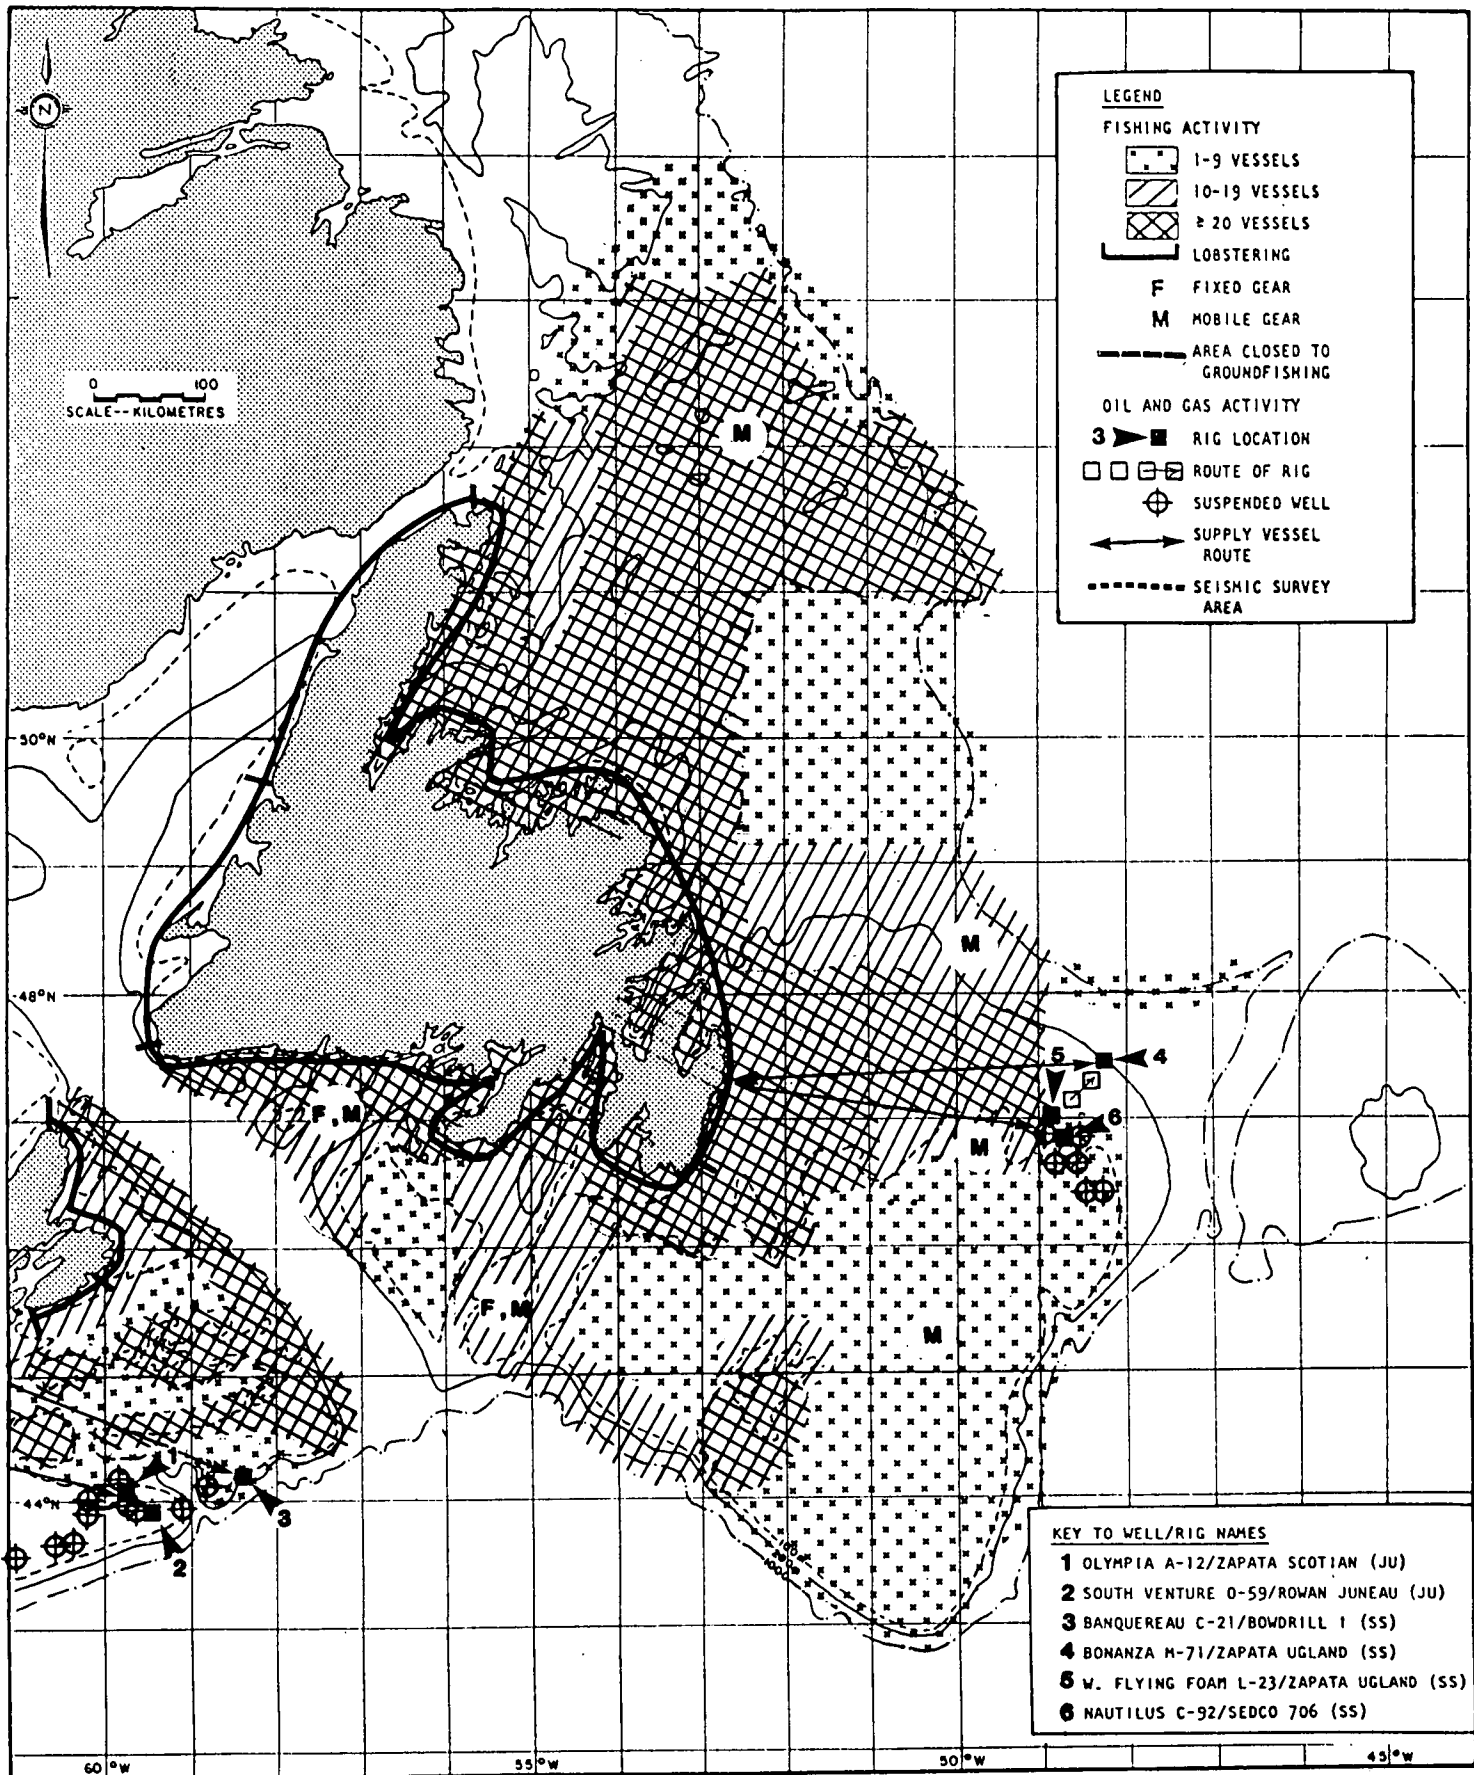 N
LEGEND
FISHING ACTIVITY
1-9 VESSELS
10-19 VESSELS
≥ 20 VESSELS
LOBSTERING
F FIXED GEAR
M MOBILE GEAR
AREA CLOSED TO
GROUNDFISHING
OIL AND GAS ACTIVITY
3 RIG LOCATION
ROUTE OF RIG
SUSPENDED WELL
SUPPLY VESSEL
ROUTE
SEISMIC SURVEY
AREA
0 100
SCALE--KILOMETRES
M
50°N
M
48°N
5 4
6
F,M
M
F,M
M
1
44°N
3
2
100
200
1000
KEY TO WELL/RIG NAMES
1 OLYMPIA A-12/ZAPATA SCOTIAN (JU)
2 SOUTH VENTURE O-59/ROWAN JUNEAU (JU)
3 BANQUEREAU C-21/BOWDRILL 1 (SS)
4 BONANZA M-71/ZAPATA UGLAND (SS)
5 W. FLYING FOAM L-23/ZAPATA UGLAND (SS)
6 NAUTILUS C-92/SEDCO 706 (SS)
60°W 55°W 50°W 45°W